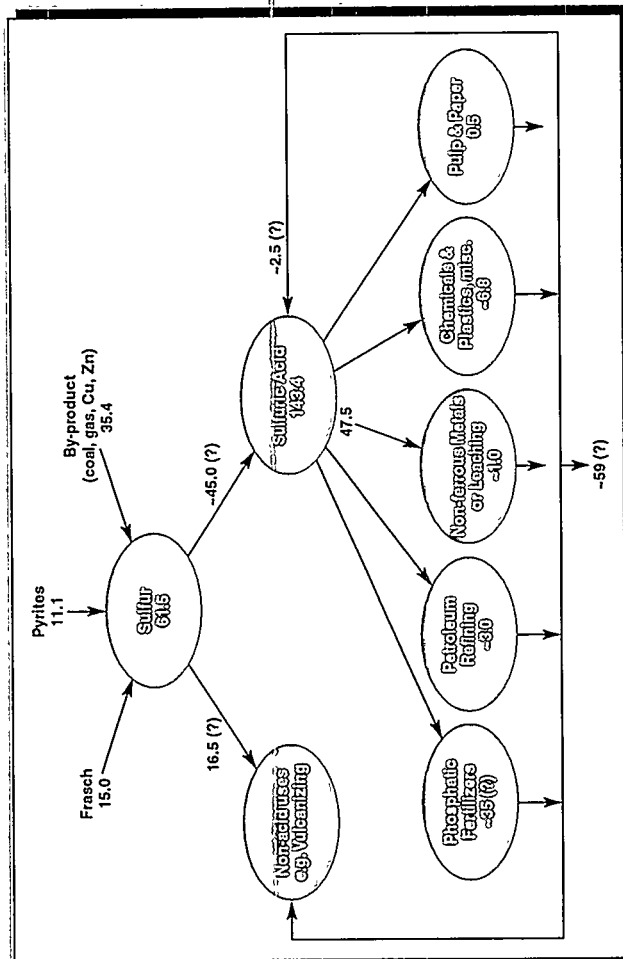 Frasch
15.0
Pyrites
11.1
By-product
(coal, gas, Cu, Zn)
35.4
Sulfur
61.5
16.5 (?)
~45.0 (?)
~2.5 (?)
Non-acid uses
e.g. Vulcanizing
Sulfuric Acid
143.4
47.5
Phosphatic
Fertilizers
~35 (?)
Petroleum
Refining
~3.0
Non-ferrous Metals
or Leaching
~1.0
Chemicals &
Plastics, misc.
~6.8
Pulp & Paper
0.5
~59 (?)